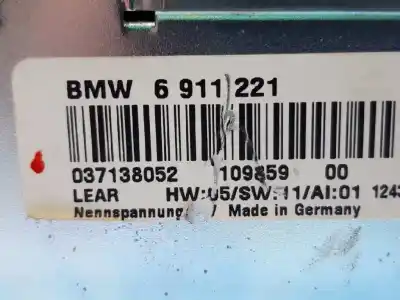 BMW 6 911 221
037138052 109859 00
LEAR HW:05/SW:11/AI:01 1243
Nennspannung: Made in Germany